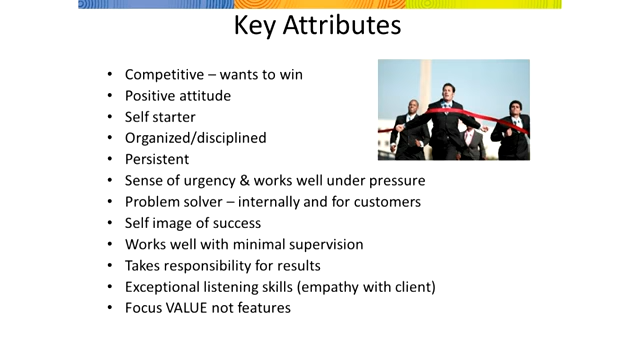 Key Attributes
• Competitive – wants to win
• Positive attitude
• Self starter
• Organized/disciplined
• Persistent
• Sense of urgency & works well under pressure
• Problem solver – internally and for customers
• Self image of success
• Works well with minimal supervision
• Takes responsibility for results
• Exceptional listening skills (empathy with client)
• Focus VALUE not features